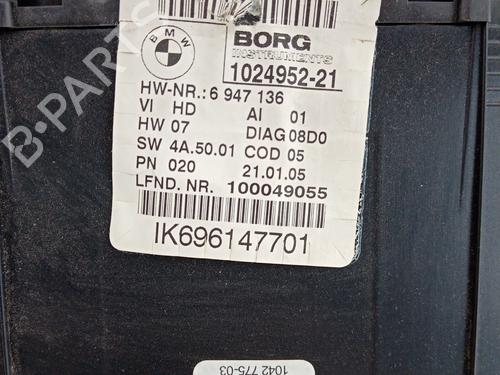 BMW
BORG
INSTRUMENTS
1024952-21
HW-NR.: 6 947 136
VI HD AI 01
HW 07 DIAG 08D0
SW 4A.50.01 COD 05
PN 020 21.01.05
LFND. NR. 100049055
IK696147701
1042 775-03
B-PARTS